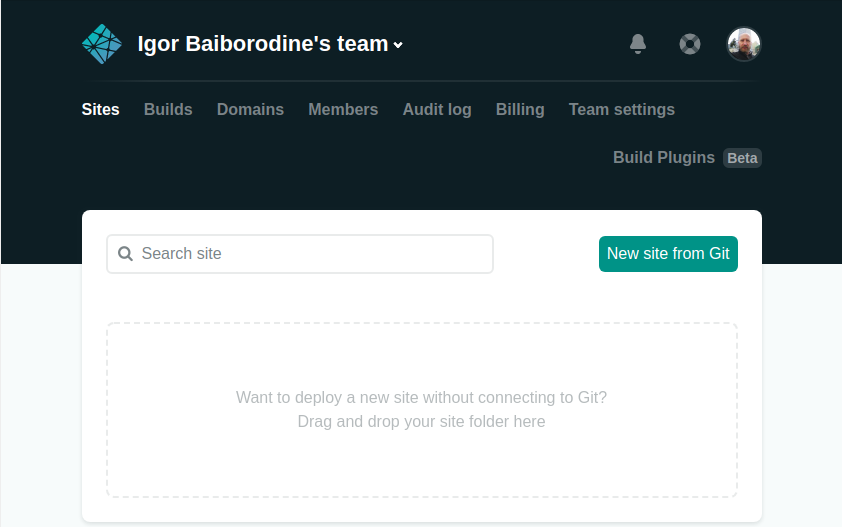 Igor Baiborodine's team
Sites Builds Domains Members Audit log Billing Team settings
Build Plugins Beta
Search site
New site from Git
Want to deploy a new site without connecting to Git?
Drag and drop your site folder here